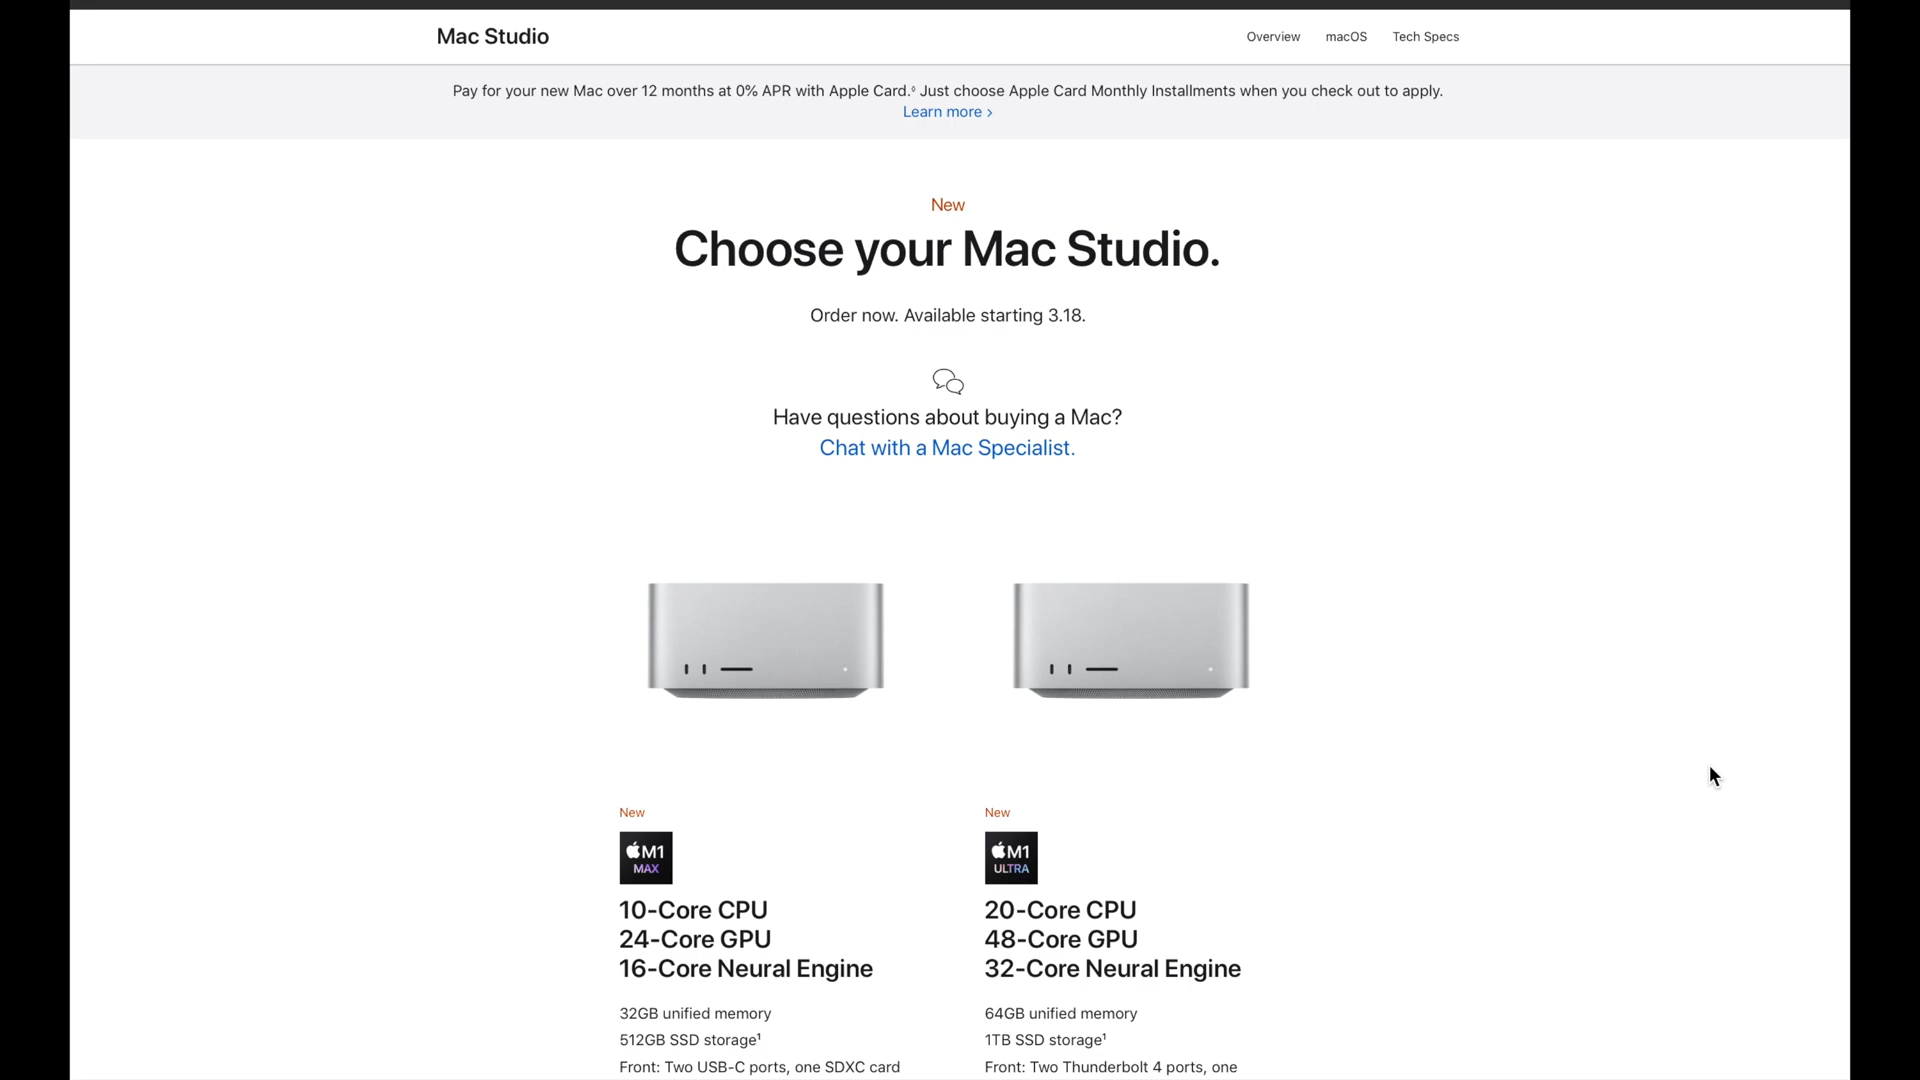 Mac Studio
Overview
macOS
Tech Specs
Pay for your new Mac over 12 months at 0% APR with Apple Card.◊ Just choose Apple Card Monthly Installments when you check out to apply.
Learn more >
New
Choose your Mac Studio.
Order now. Available starting 3.18.
Have questions about buying a Mac?
Chat with a Mac Specialist.
New
M1
MAX
10-Core CPU
24-Core GPU
16-Core Neural Engine
32GB unified memory
512GB SSD storage¹
Front: Two USB-C ports, one SDXC card
New
M1
ULTRA
20-Core CPU
48-Core GPU
32-Core Neural Engine
64GB unified memory
1TB SSD storage¹
Front: Two Thunderbolt 4 ports, one